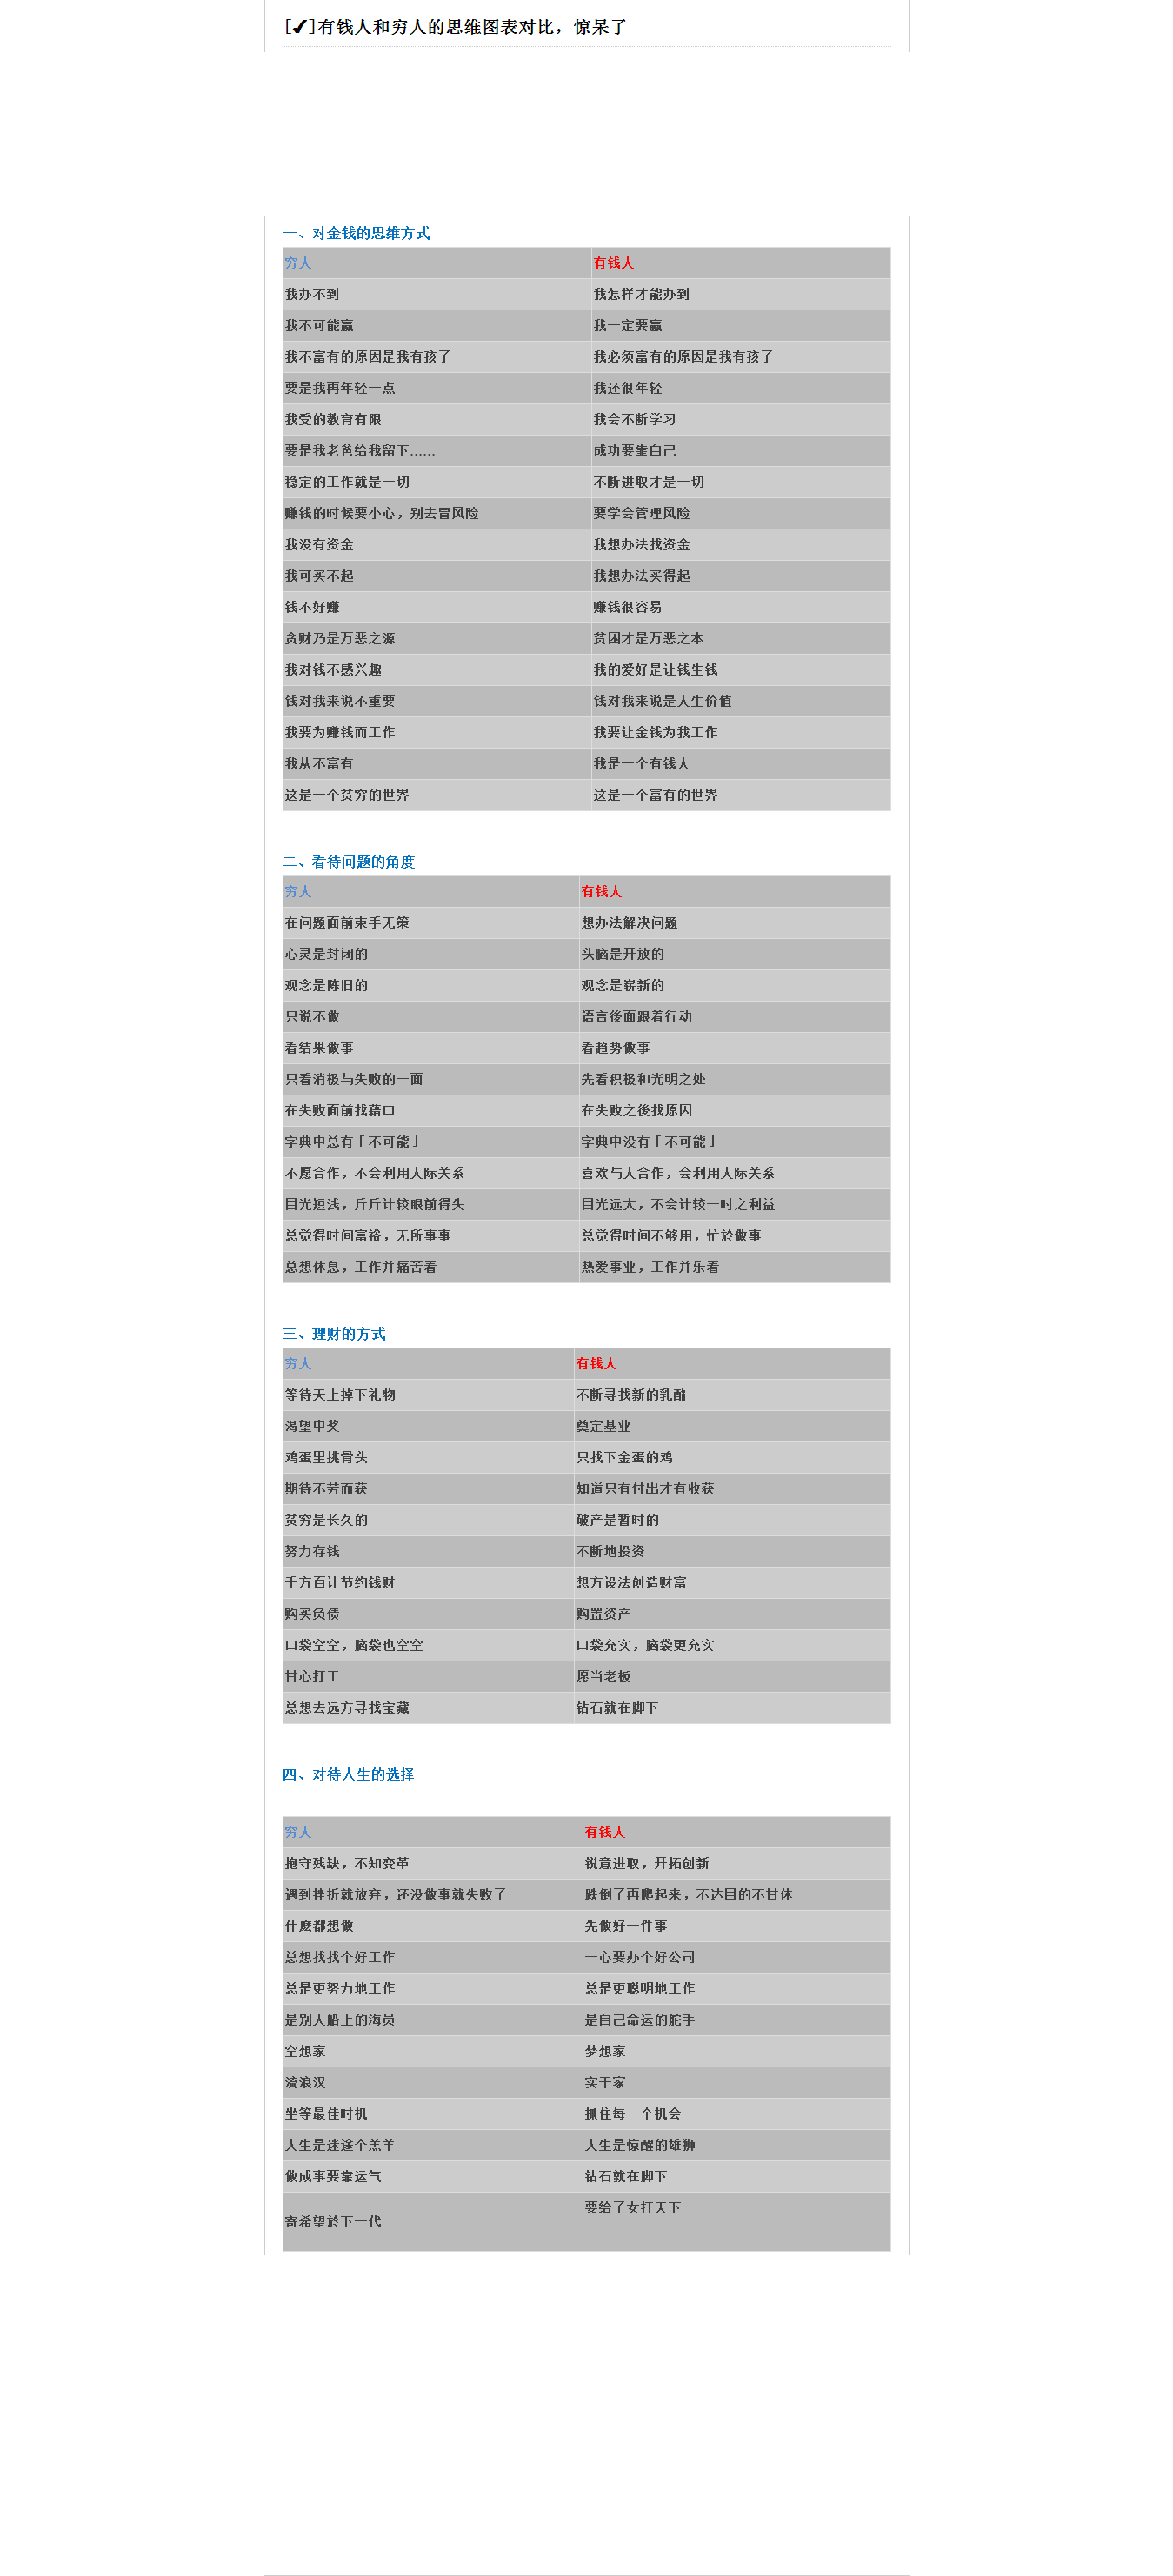 [✔]有钱人和穷人的思维图表对比，惊呆了
一、对金钱的思维方式
穷人 有钱人
我办不到 我怎样才能办到
我不可能赢 我一定要赢
我不富有的原因是我有孩子 我必须富有的原因是我有孩子
要是我再年轻一点 我还很年轻
我受的教育有限 我会不断学习
要是我老爸给我留下…… 成功要靠自己
稳定的工作就是一切 不断进取才是一切
赚钱的时候要小心，别去冒风险 要学会管理风险
我没有资金 我想办法找资金
我可买不起 我想办法买得起
钱不好赚 赚钱很容易
贪财乃是万恶之源 贫困才是万恶之本
我对钱不感兴趣 我的爱好是让钱生钱
钱对我来说不重要 钱对我来说是人生价值
我要为赚钱而工作 我要让金钱为我工作
我从不富有 我是一个有钱人
这是一个贫穷的世界 这是一个富有的世界
二、看待问题的角度
穷人 有钱人
在问题面前束手无策 想办法解决问题
心灵是封闭的 头脑是开放的
观念是陈旧的 观念是崭新的
只说不做 语言後面跟着行动
看结果做事 看趋势做事
只看消极与失败的一面 先看积极和光明之处
在失败面前找藉口 在失败之後找原因
字典中总有「不可能」 字典中没有「不可能」
不愿合作，不会利用人际关系 喜欢与人合作，会利用人际关系
目光短浅，斤斤计较眼前得失 目光远大，不会计较一时之利益
总觉得时间富裕，无所事事 总觉得时间不够用，忙於做事
总想休息，工作并痛苦着 热爱事业，工作并乐着
三、理财的方式
穷人 有钱人
等待天上掉下礼物 不断寻找新的乳酪
渴望中奖 奠定基业
鸡蛋里挑骨头 只找下金蛋的鸡
期待不劳而获 知道只有付出才有收获
贫穷是长久的 破产是暂时的
努力存钱 不断地投资
千方百计节约钱财 想方设法创造财富
购买负债 购置资产
口袋空空，脑袋也空空 口袋充实，脑袋更充实
甘心打工 愿当老板
总想去远方寻找宝藏 钻石就在脚下
四、对待人生的选择
穷人 有钱人
抱守残缺，不知变革 锐意进取，开拓创新
遇到挫折就放弃，还没做事就失败了 跌倒了再爬起来，不达目的不甘休
什麽都想做 先做好一件事
总想找找个好工作 一心要办个好公司
总是更努力地工作 总是更聪明地工作
是别人船上的海员 是自己命运的舵手
空想家 梦想家
流浪汉 实干家
坐等最佳时机 抓住每一个机会
人生是迷途个羔羊 人生是惊醒的雄狮
做成事要靠运气 钻石就在脚下
寄希望於下一代 要给子女打天下